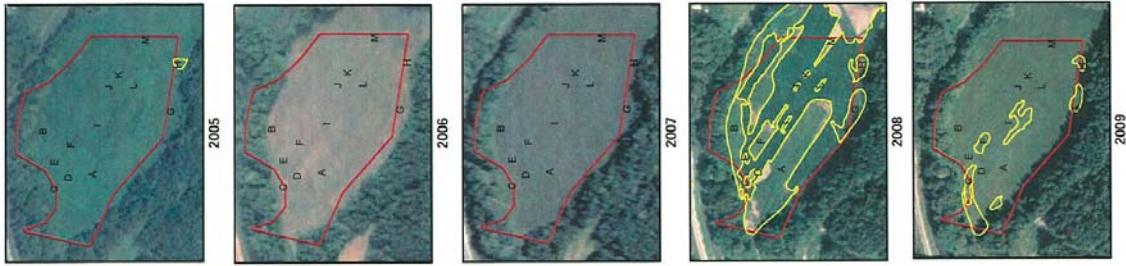 B
C E
D F
A I J K
L M
G H
2005
B
C E
D F
A I J K
L M
G H
2006
B
C E
D F
A I J K
L M
G H
2007
B
C
A
M
H
2008
B
C E
D
A J K
L
2009